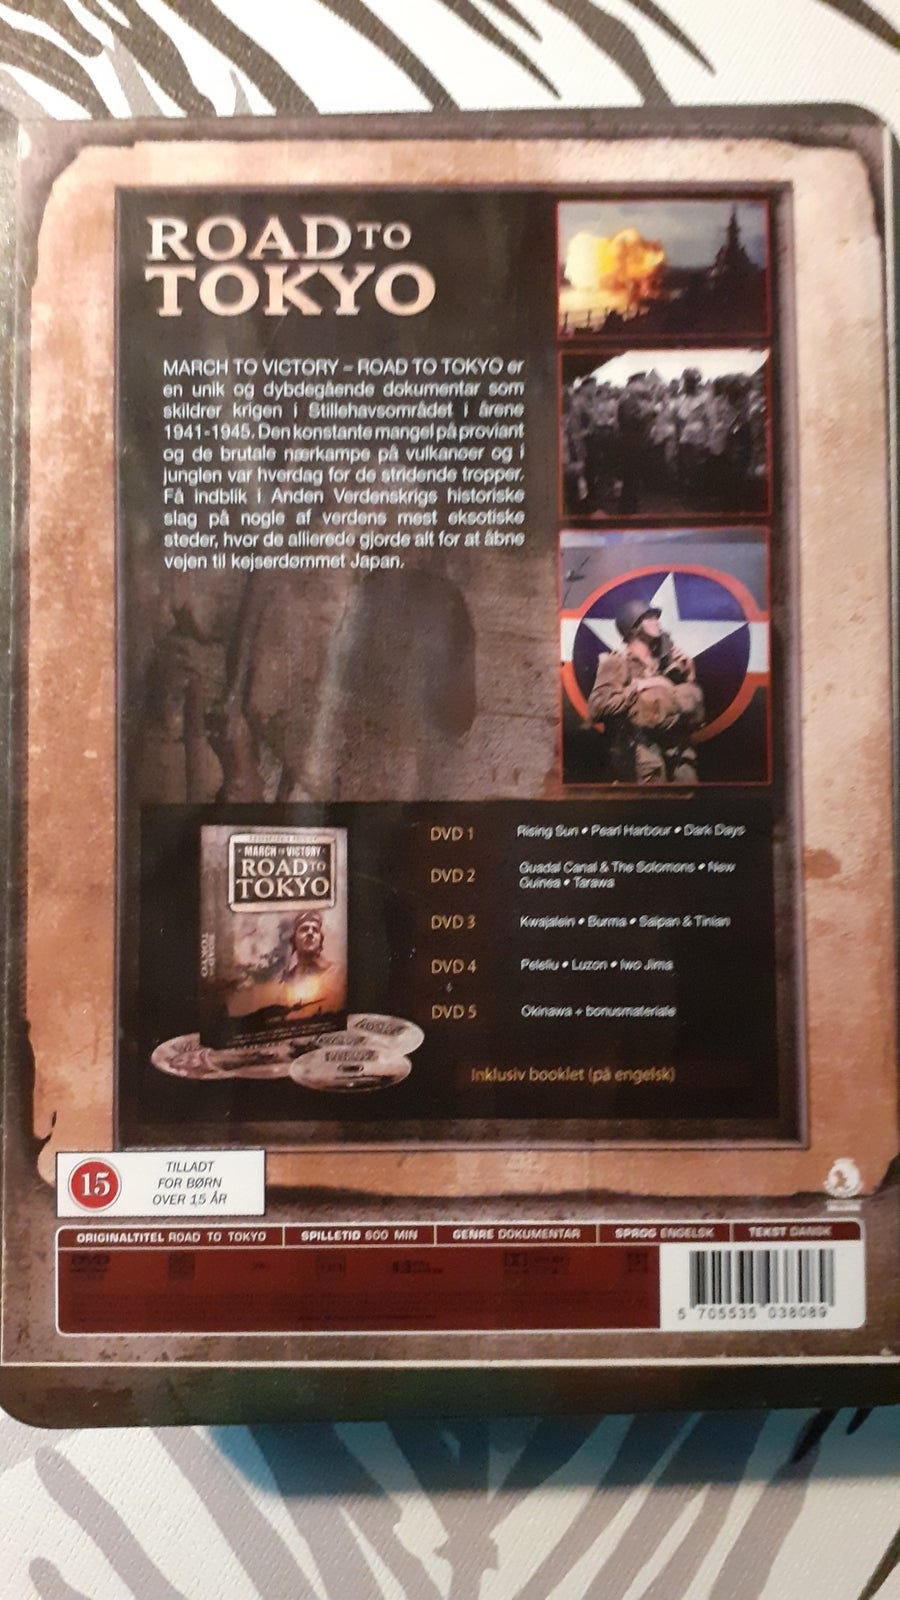 ROAD TO
TOKYO
MARCH TO VICTORY – ROAD TO TOKYO er
en unik og dybdegående dokumentar som
skildrer krigen i Stillehavsområdet i årene
1941-1945. Den konstante mangel på proviant
og de brutale nærkampe på vulkanøer og i
junglen var hverdag for de stridende tropper.
Få indblik i Anden Verdenskrigs historiske
slag på nogle af verdens mest eksotiske
steder, hvor de allierede gjorde alt for at åbne
vejen til kejserdømmet Japan.
MARCH TO VICTORY
ROAD TO
TOKYO
ROAD TO
TOKYO
DVD 1 Rising Sun • Pearl Harbour • Dark Days
DVD 2 Guadal Canal & The Solomons • New
Guinea • Tarawa
DVD 3 Kwajalein • Burma • Saipan & Tinian
DVD 4 Peleliu • Luzon • Iwo Jima
DVD 5 Okinawa + bonusmateriale
Inklusiv booklet (på engelsk)
15
TILLADT
FOR BØRN
OVER 15 ÅR
ORIGINALTITEL ROAD TO TOKYO SPILLETID 600 MIN GENRE DOKUMENTAR SPROG ENGELSK TEKST DANSK
DVD
5 705535 038089